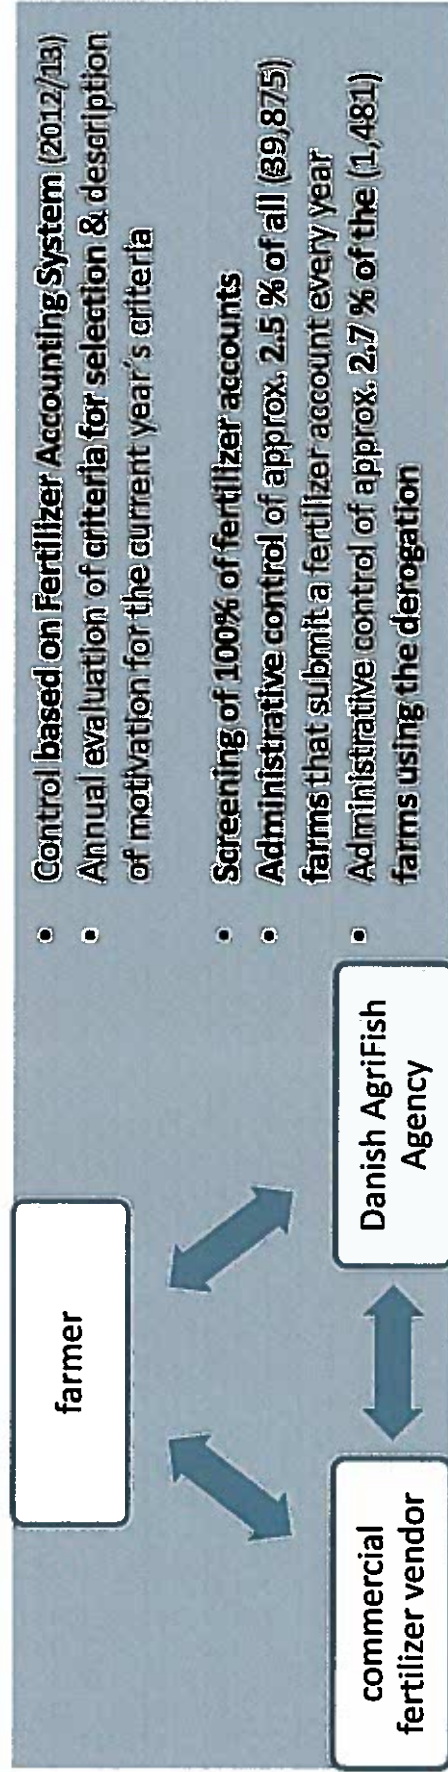 farmer
commercial
fertilizer vendor
Danish AgriFish
Agency
• Control based on Fertilizer Accounting System (2012/13)
• Annual evaluation of criteria for selection & description
of motivation for the current year's criteria
• Screening of 100% of fertilizer accounts
• Administrative control of approx. 2.5 % of all (39,875)
farms that submit a fertilizer account every year
• Administrative control of approx. 2.7 % of the (1,481)
farms using the derogation